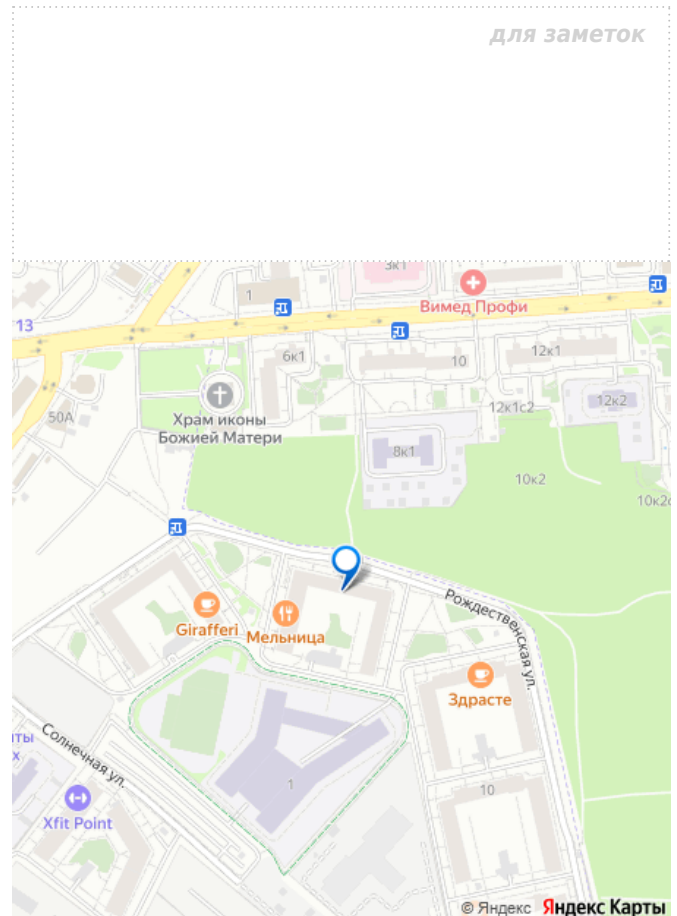 для заметок
3к1
1
Вимед Профи
13
6к1
10
12к1
50А
Храм иконы
Божией Матери
12к1с2
12к2
8к1
10к2
Рождественская ул.
Girafferi
Мельница
Здрасте
Солнечная ул.
1
10
Xfit Point
© Яндекс Яндекс Карты